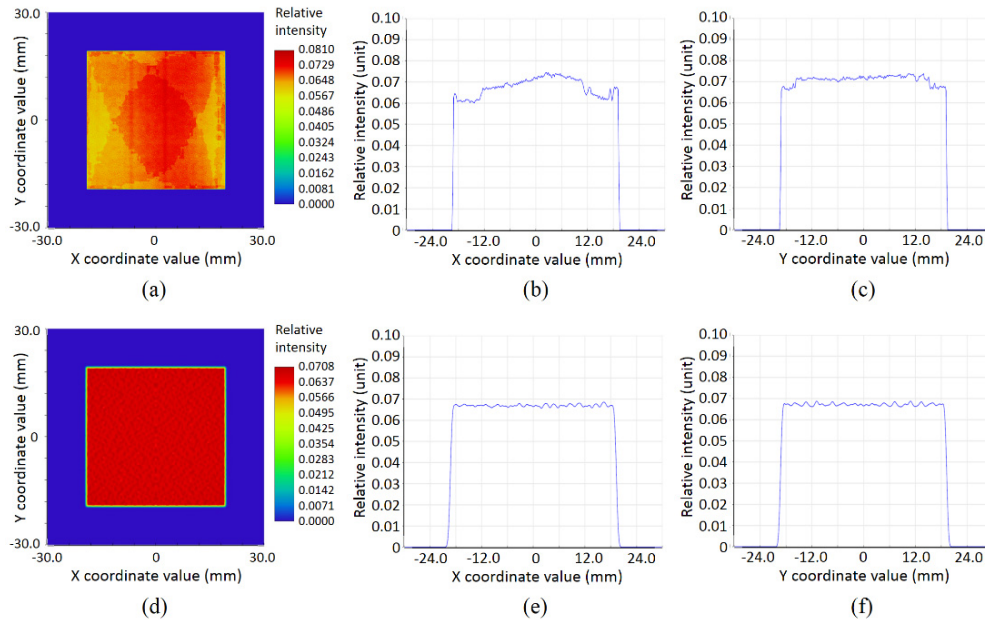 30.0
0
-30.0
Y coordinate value (mm)
-30.0 0 30.0
X coordinate value (mm)
Relative
intensity
0.0810
0.0729
0.0648
0.0567
0.0486
0.0405
0.0324
0.0243
0.0162
0.0081
0.0000
(a)
Relative intensity (unit)
0.10
0.09
0.08
0.07
0.06
0.05
0.04
0.03
0.02
0.01
0
-24.0 -12.0 0 12.0 24.0
X coordinate value (mm)
(b)
Relative intensity (unit)
0.10
0.09
0.08
0.07
0.06
0.05
0.04
0.03
0.02
0.01
0
-24.0 -12.0 0 12.0 24.0
Y coordinate value (mm)
(c)
30.0
0
-30.0
Y coordinate value (mm)
-30.0 0 30.0
X coordinate value (mm)
Relative
intensity
0.0708
0.0637
0.0566
0.0495
0.0425
0.0354
0.0283
0.0212
0.0142
0.0071
0.0000
(d)
Relative intensity (unit)
0.10
0.09
0.08
0.07
0.06
0.05
0.04
0.03
0.02
0.01
0
-24.0 -12.0 0 12.0 24.0
X coordinate value (mm)
(e)
Relative intensity (unit)
0.10
0.09
0.08
0.07
0.06
0.05
0.04
0.03
0.02
0.01
0
-24.0 -12.0 0 12.0 24.0
Y coordinate value (mm)
(f)